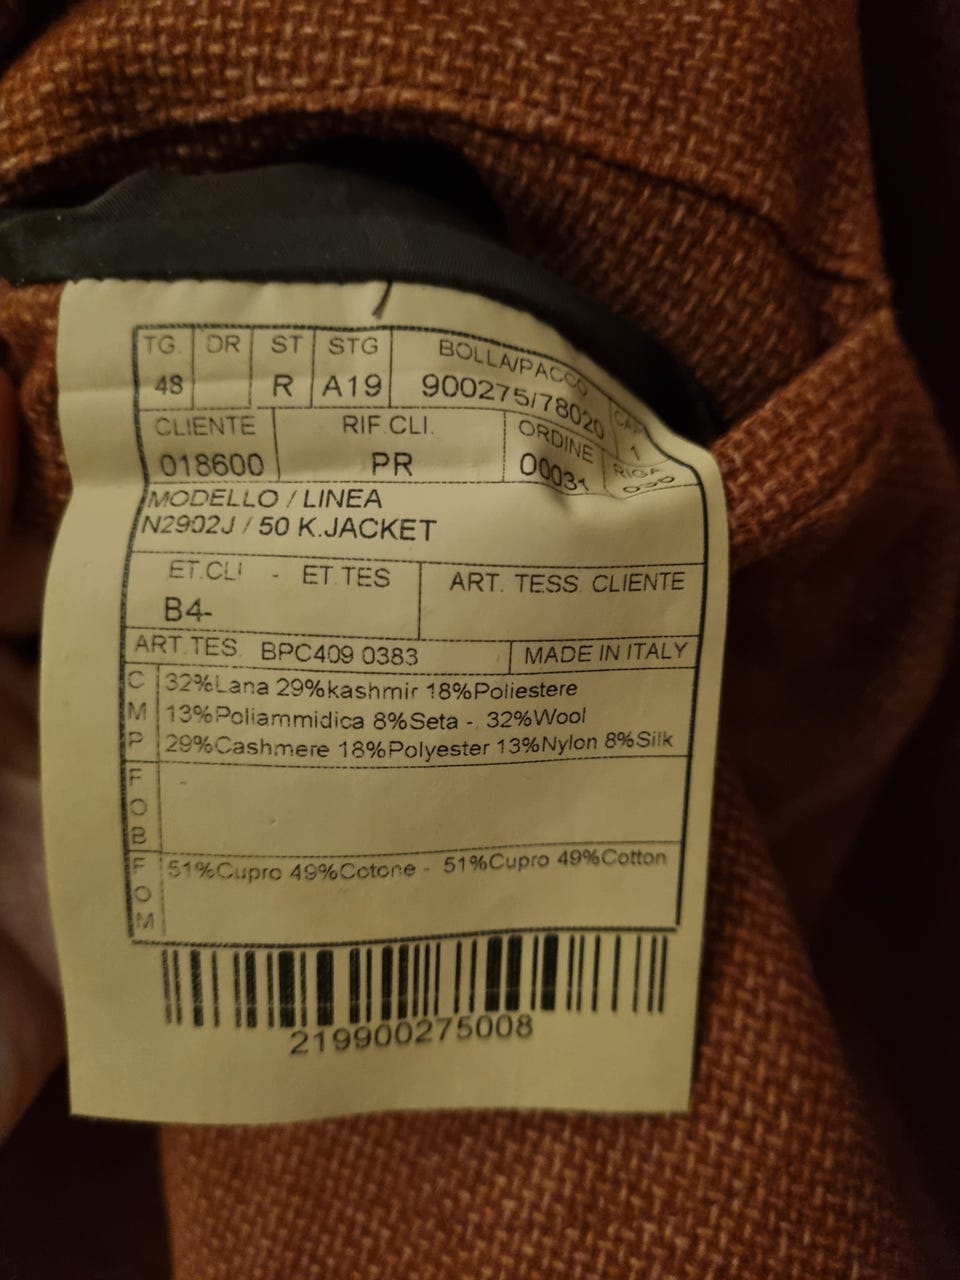 TG. DR ST STG BOLLA/PACCO
48 R A19 900275/78020
CLIENTE RIF.CLI. ORDINE
018600 PR 1
MODELLO / LINEA RIGA
N2902J / 50 K.JACKET
ET.CLI - ET TES ART. TESS. CLIENTE
B4-
ART.TES. BPC409 0383 MADE IN ITALY
C 32%Lana 29%kashmir 18%Poliestere
M 13%Poliammidica 8%Seta - 32%Wool
P 29%Cashmere 18%Polyester 13%Nylon 8%Silk
F -
O
B
F 51%Cupro 49%Cotone - 51%Cupro 49%Cotton
O
M
219900275008